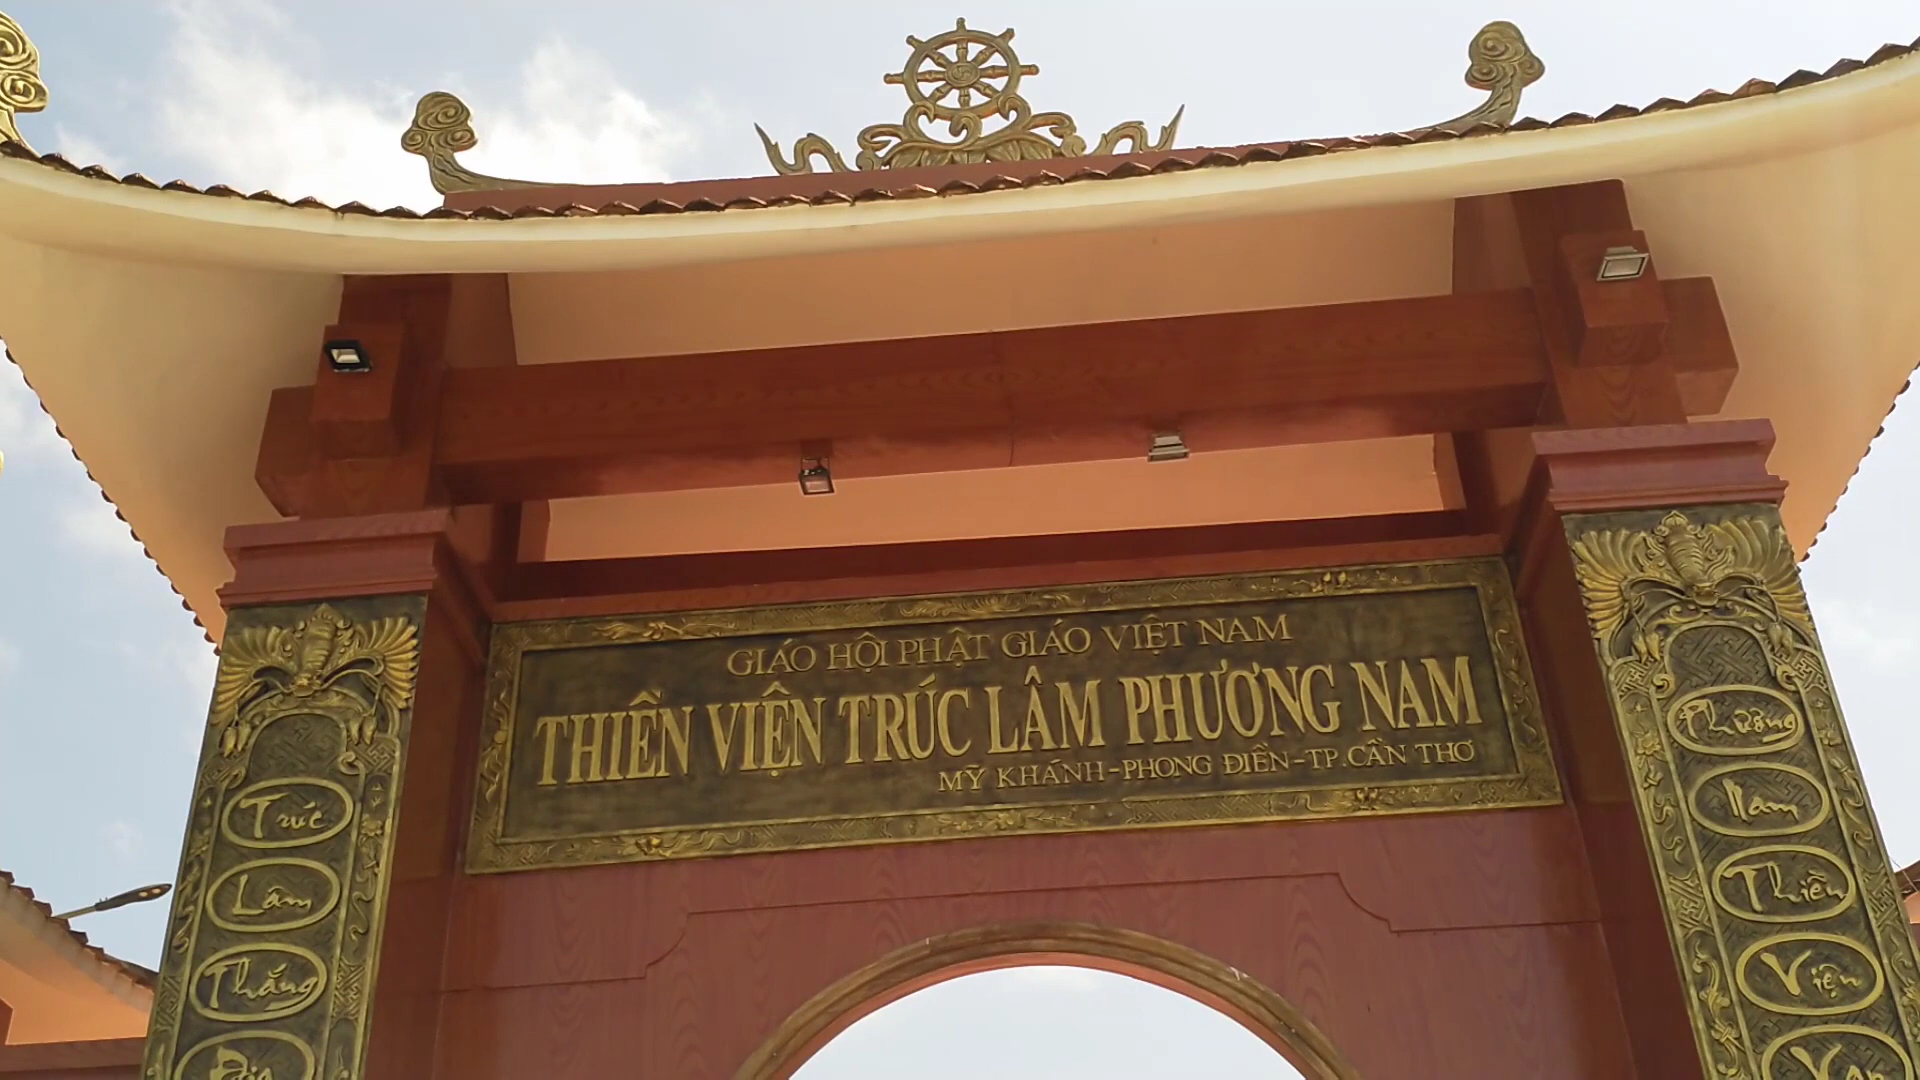 GIÁO HỘI PHẬT GIÁO VIỆT NAM
THIỀN VIỆN TRÚC LÂM PHƯƠNG NAM
MỸ KHÁNH-PHONG ĐIỀN-TP.CẦN THƠ
Trúc
Lâm
Thắng
Phương
Nam
Thiền
Viện